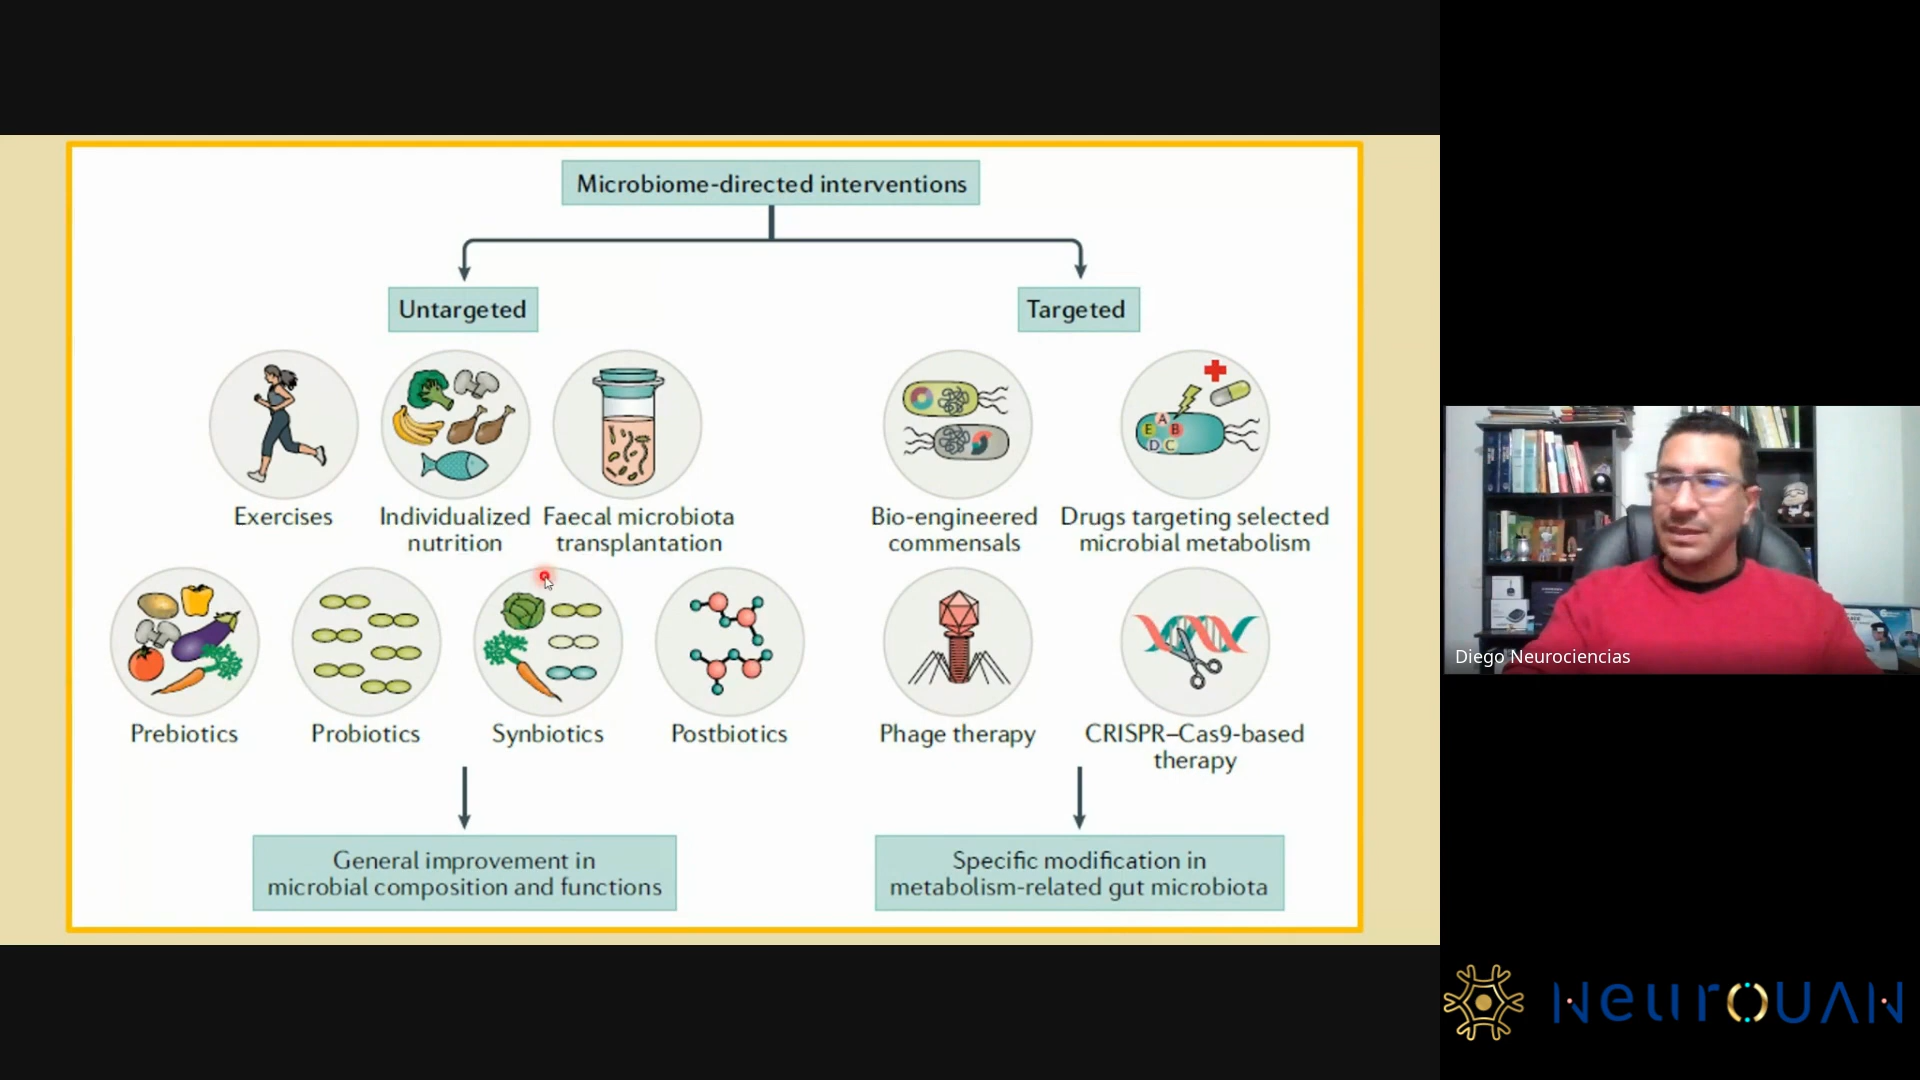 Microbiome-directed interventions
Untargeted
Targeted
Exercises
Individualized
nutrition
Faecal microbiota
transplantation
Bio-engineered
commensals
Drugs targeting selected
microbial metabolism
A
E
B
D
C
Prebiotics
Probiotics
Synbiotics
Postbiotics
Phage therapy
CRISPR–Cas9-based
therapy
General improvement in
microbial composition and functions
Specific modification in
metabolism-related gut microbiota
Diego Neurociencias
NeurOUAN